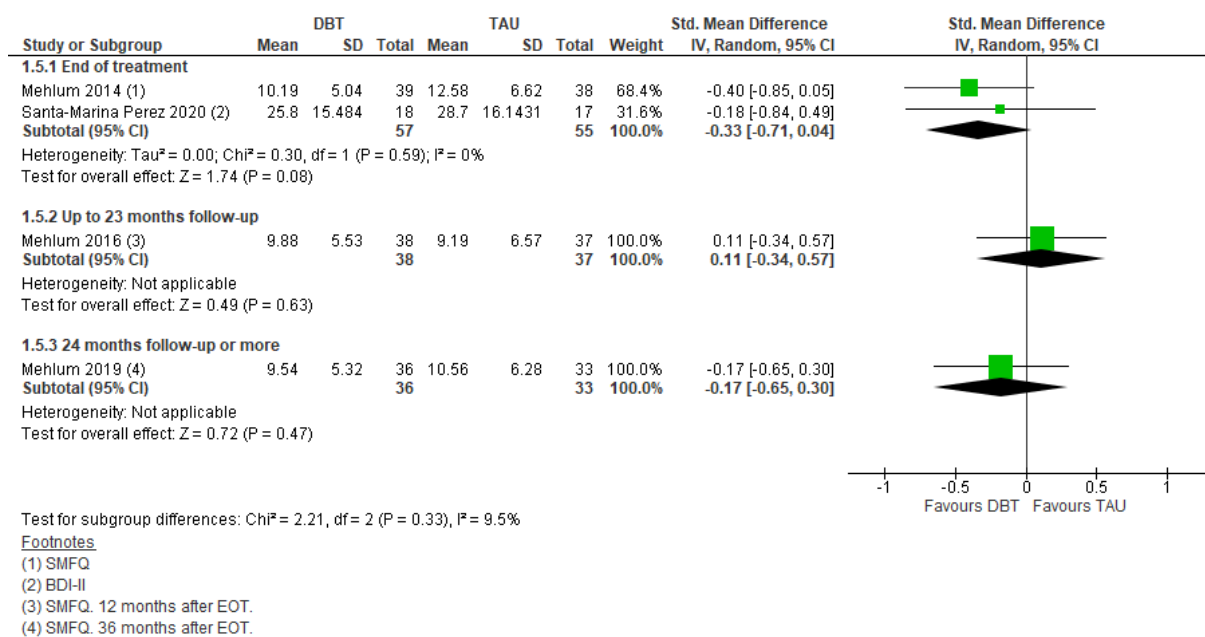 DBT TAU Std. Mean Difference Std. Mean Difference
Study or Subgroup Mean SD Total Mean SD Total Weight IV, Random, 95% CI IV, Random, 95% CI
1.5.1 End of treatment
Mehlum 2014 (1) 10.19 5.04 39 12.58 6.62 38 68.4% -0.40 [-0.85, 0.05]
Santa-Marina Perez 2020 (2) 25.8 15.484 18 28.7 16.1431 17 31.6% -0.18 [-0.84, 0.49]
Subtotal (95% CI) 57 55 100.0% -0.33 [-0.71, 0.04]
Heterogeneity: Tau² = 0.00; Chi² = 0.30, df = 1 (P = 0.59); I² = 0%
Test for overall effect: Z = 1.74 (P = 0.08)
1.5.2 Up to 23 months follow-up
Mehlum 2016 (3) 9.88 5.53 38 9.19 6.57 37 100.0% 0.11 [-0.34, 0.57]
Subtotal (95% CI) 38 37 100.0% 0.11 [-0.34, 0.57]
Heterogeneity: Not applicable
Test for overall effect: Z = 0.49 (P = 0.63)
1.5.3 24 months follow-up or more
Mehlum 2019 (4) 9.54 5.32 36 10.56 6.28 33 100.0% -0.17 [-0.65, 0.30]
Subtotal (95% CI) 36 33 100.0% -0.17 [-0.65, 0.30]
Heterogeneity: Not applicable
Test for overall effect: Z = 0.72 (P = 0.47)
-1 -0.5 0 0.5 1
Favours DBT Favours TAU
Test for subgroup differences: Chi² = 2.21, df = 2 (P = 0.33), I² = 9.5%
Footnotes
(1) SMFQ
(2) BDI-II
(3) SMFQ. 12 months after EOT.
(4) SMFQ. 36 months after EOT.